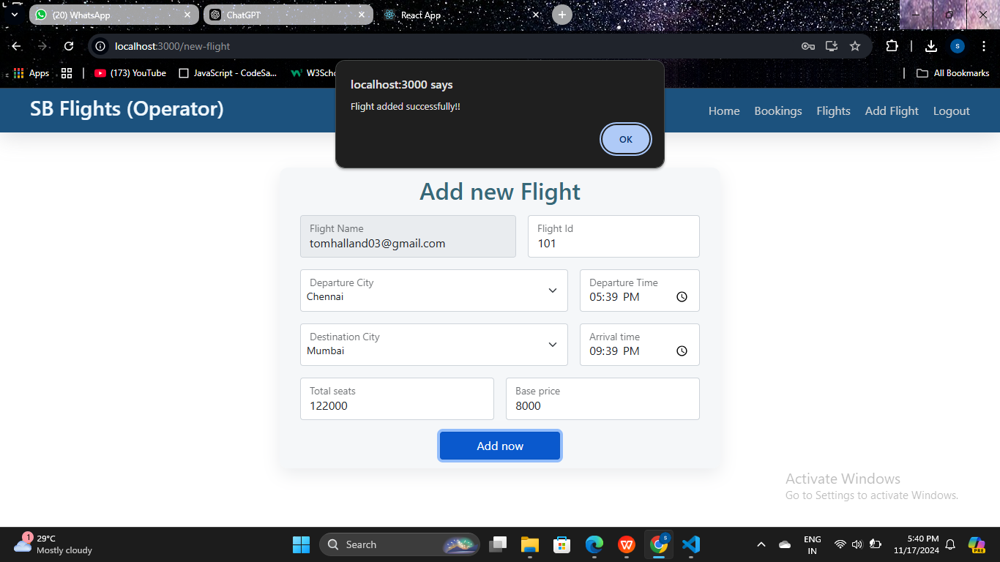 (20) WhatsApp
ChatGPT
React App
localhost:3000/new-flight
S
Apps
(173) YouTube
JavaScript - CodeSa...
All Bookmarks
localhost:3000 says
Flight added successfully!!
OK
SB Flights (Operator)
Home
Bookings
Flights
Add Flight
Logout
Add new Flight
Flight Name
tomhalland03@gmail.com
Flight Id
101
Departure City
Chennai
Departure Time
05:39 PM
Destination City
Mumbai
Arrival time
09:39 PM
Total seats
122000
Base price
8000
Add now
Activate Windows
Go to Settings to activate Windows.
1
29°C
Mostly cloudy
Search
S
ENG
IN
5:40 PM
11/17/2024
PRE